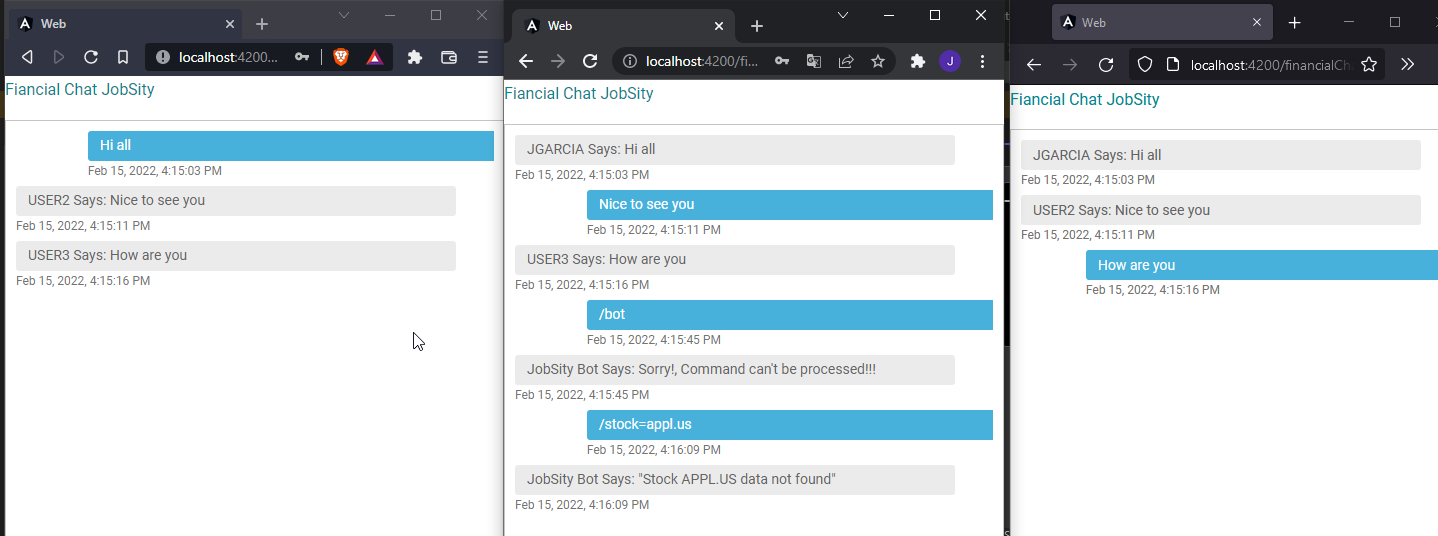 Web
localhost:4200...
Fiancial Chat JobSity
Hi all
Feb 15, 2022, 4:15:03 PM
USER2 Says: Nice to see you
Feb 15, 2022, 4:15:11 PM
USER3 Says: How are you
Feb 15, 2022, 4:15:16 PM
Web
localhost:4200/fi...
J
Fiancial Chat JobSity
JGARCIA Says: Hi all
Feb 15, 2022, 4:15:03 PM
Nice to see you
Feb 15, 2022, 4:15:11 PM
USER3 Says: How are you
Feb 15, 2022, 4:15:16 PM
/bot
Feb 15, 2022, 4:15:45 PM
JobSity Bot Says: Sorry!, Command can't be processed!!!
Feb 15, 2022, 4:15:45 PM
/stock=appl.us
Feb 15, 2022, 4:16:09 PM
JobSity Bot Says: "Stock APPL.US data not found"
Feb 15, 2022, 4:16:09 PM
Web
localhost:4200/financialCh
Fiancial Chat JobSity
JGARCIA Says: Hi all
Feb 15, 2022, 4:15:03 PM
USER2 Says: Nice to see you
Feb 15, 2022, 4:15:11 PM
How are you
Feb 15, 2022, 4:15:16 PM